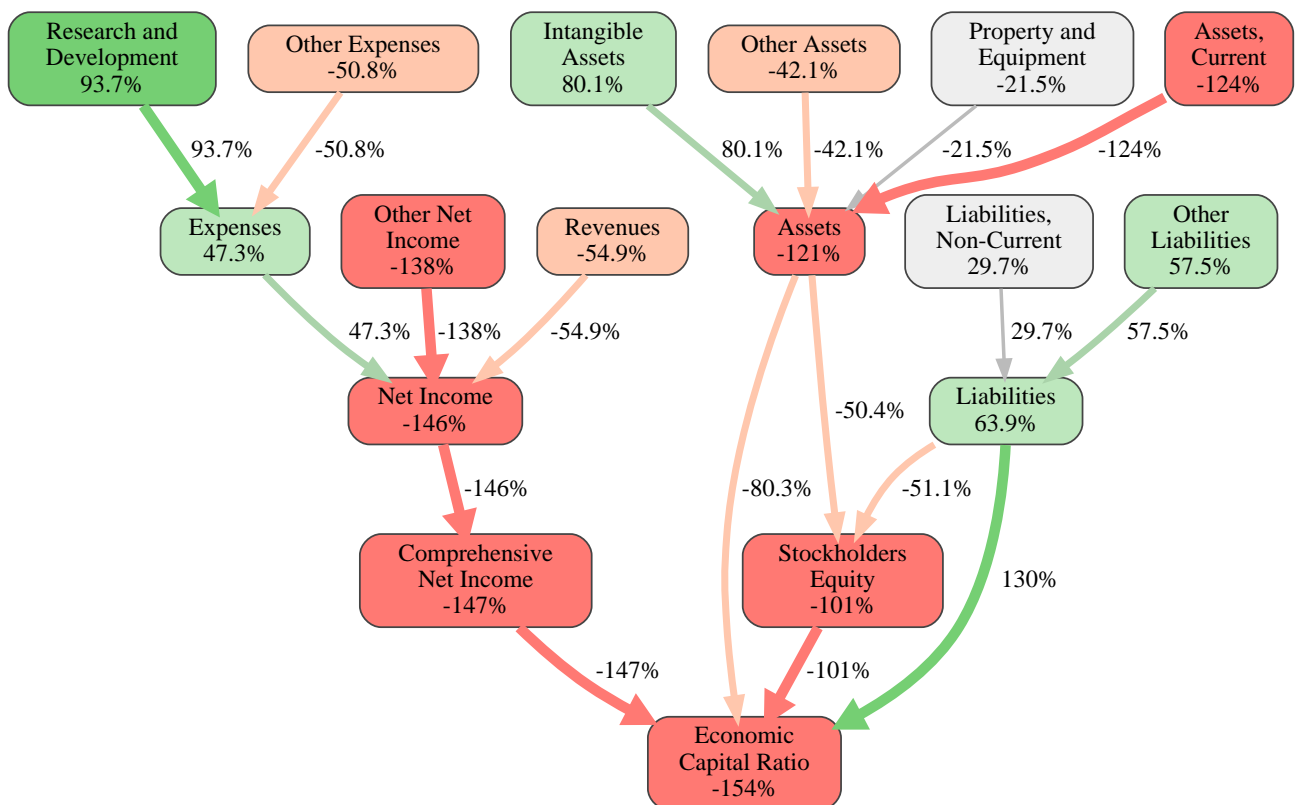 Research and
Development
93.7%
Other Expenses
-50.8%
Intangible
Assets
80.1%
Other Assets
-42.1%
Property and
Equipment
-21.5%
Assets,
Current
-124%
93.7%
-50.8%
80.1%
-42.1%
-21.5%
-124%
Expenses
47.3%
Other Net
Income
-138%
Revenues
-54.9%
Assets
-121%
Liabilities,
Non-Current
29.7%
Other
Liabilities
57.5%
47.3%
-138%
-54.9%
29.7%
57.5%
Net Income
-146%
-50.4%
Liabilities
63.9%
-146%
-80.3%
-51.1%
Comprehensive
Net Income
-147%
Stockholders
Equity
-101%
130%
-147%
-101%
Economic
Capital Ratio
-154%